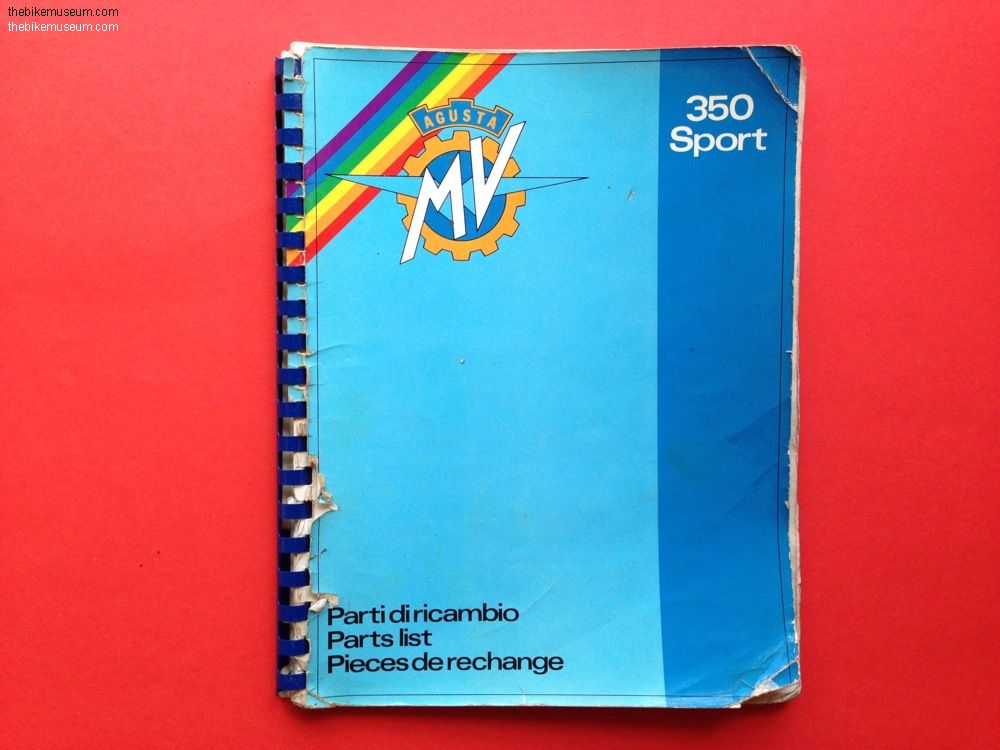 thebikemuseum.com
thebikemuseum.com
350
Sport
AGUSTA
MV
Parti di ricambio
Parts list
Pieces de rechange